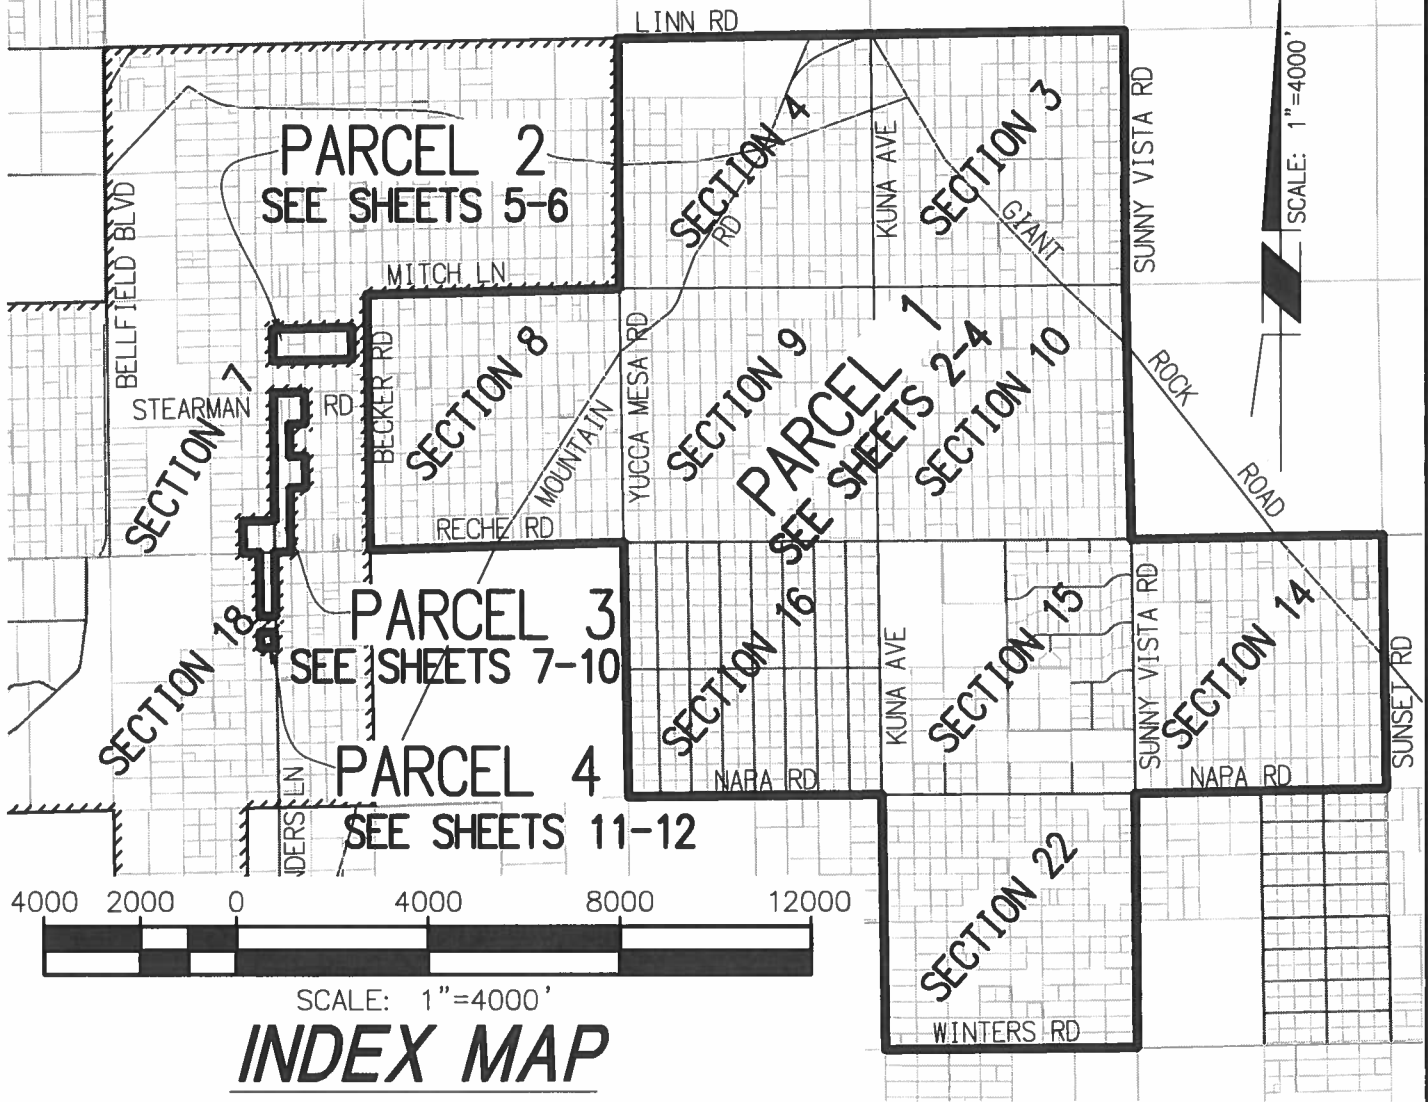 LINN RD
SECTION 4
RD
KUNA AVE
SECTION 3
GIANT
SUNNY VISTA RD
SCALE: 1"=4000'
PARCEL 2
SEE SHEETS 5-6
BELLFIELD BLVD
MITCH LN
STEARMAN
RD
SECTION 7
BECKER RD
SECTION 8
MOUNTAIN
RECHE RD
YUCCA MESA RD
SECTION 9
PARCEL 1
SEE SHEETS 2-4
SECTION 10
ROCK
ROAD
SECTION 18
PARCEL 3
SEE SHEETS 7-10
SECTION 16
KUNA AVE
SECTION 15
SUNNY VISTA RD
SECTION 14
SUNSET RD
NAPA RD
NAPA RD
PARCEL 4
SEE SHEETS 11-12
NDERS LN
SECTION 22
WINTERS RD
4000 2000 0 4000 8000 12000
SCALE: 1"=4000'
INDEX MAP